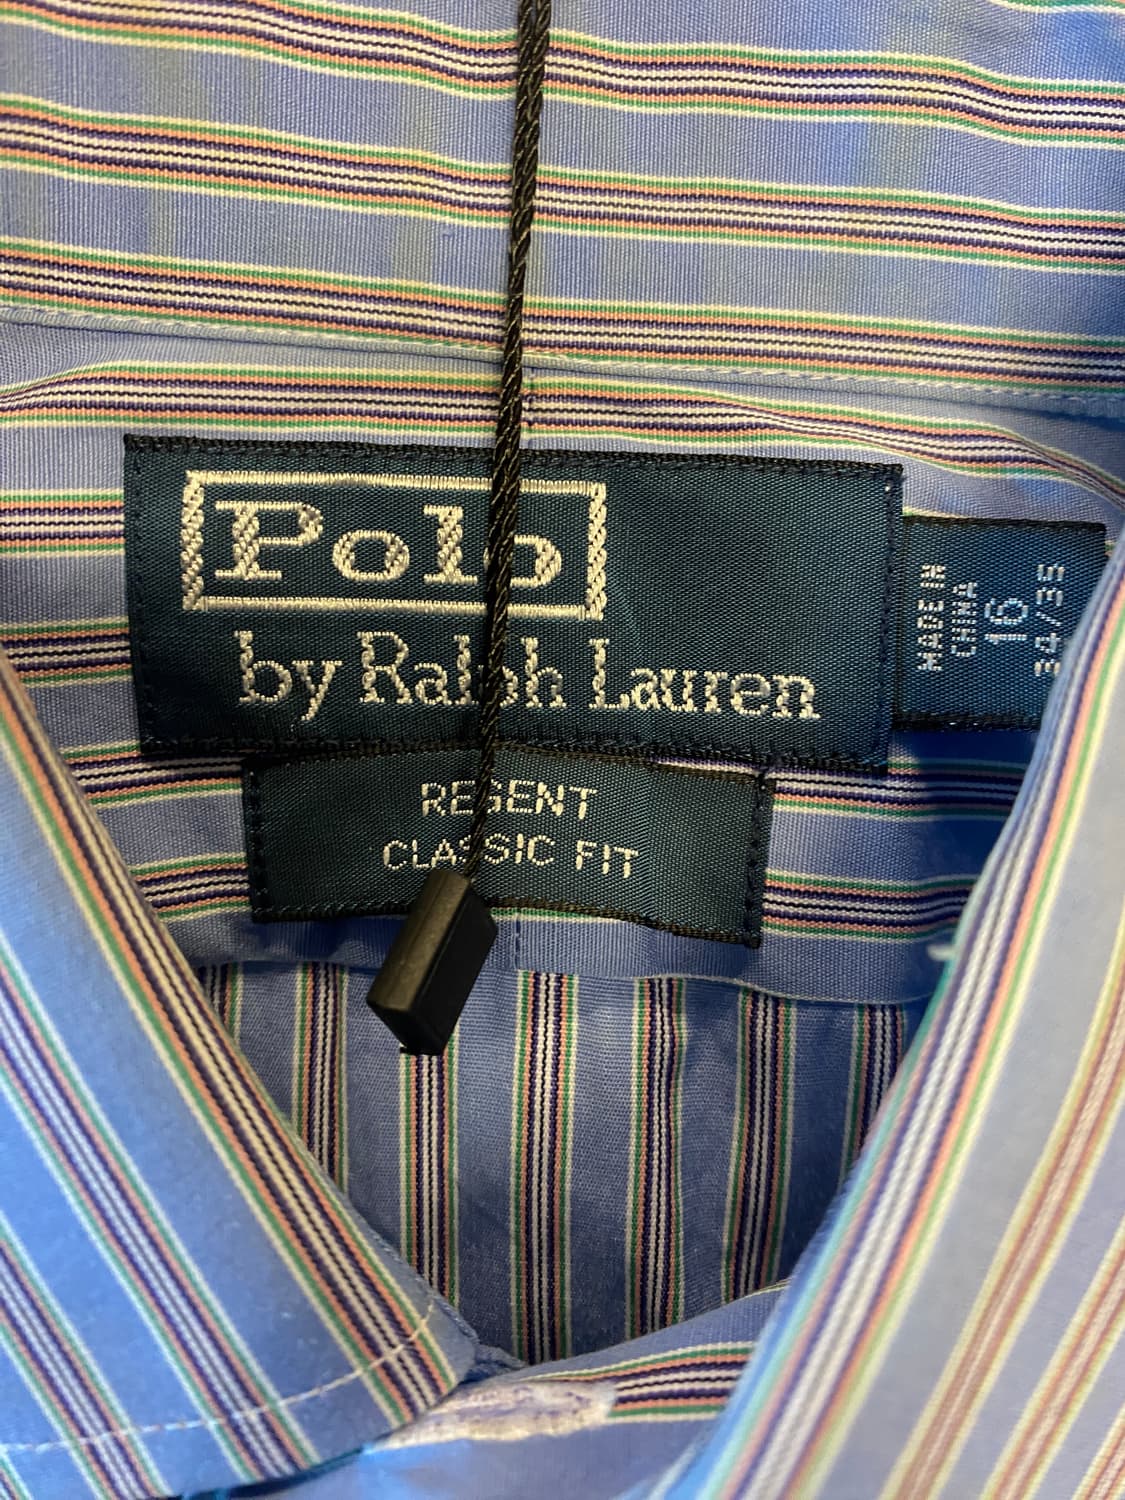 Polo
by Ralph Lauren
MADE IN
CHINA
16
34/35
REGENT
CLASSIC FIT